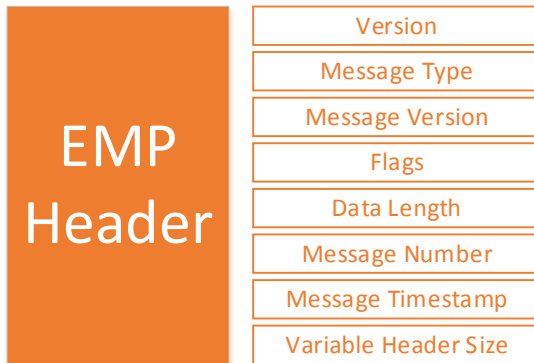 EMP
Header
Version
Message Type
Message Version
Flags
Data Length
Message Number
Message Timestamp
Variable Header Size